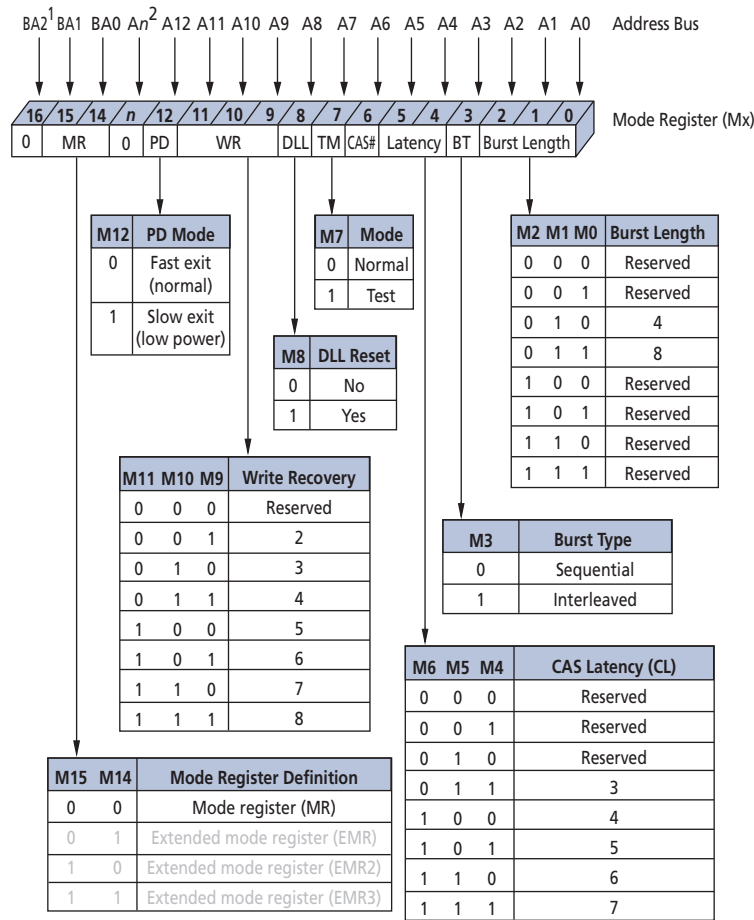 BA2¹ BA1 BA0 An² A12 A11 A10 A9 A8 A7 A6 A5 A4 A3 A2 A1 A0 Address Bus
16 15 14 n 12 11 10 9 8 7 6 5 4 3 2 1 0 Mode Register (Mx)
0 MR 0 PD WR DLL TM CAS# Latency BT Burst Length
M12 PD Mode
0 Fast exit
(normal)
1 Slow exit
(low power)
M7 Mode
0 Normal
1 Test
M2 M1 M0 Burst Length
0 0 0 Reserved
0 0 1 Reserved
0 1 0 4
0 1 1 8
1 0 0 Reserved
1 0 1 Reserved
1 1 0 Reserved
1 1 1 Reserved
M8 DLL Reset
0 No
1 Yes
M11 M10 M9 Write Recovery
0 0 0 Reserved
0 0 1 2
0 1 0 3
0 1 1 4
1 0 0 5
1 0 1 6
1 1 0 7
1 1 1 8
M3 Burst Type
0 Sequential
1 Interleaved
M6 M5 M4 CAS Latency (CL)
0 0 0 Reserved
0 0 1 Reserved
0 1 0 Reserved
0 1 1 3
1 0 0 4
1 0 1 5
1 1 0 6
1 1 1 7
M15 M14 Mode Register Definition
0 0 Mode register (MR)
0 1 Extended mode register (EMR)
1 0 Extended mode register (EMR2)
1 1 Extended mode register (EMR3)